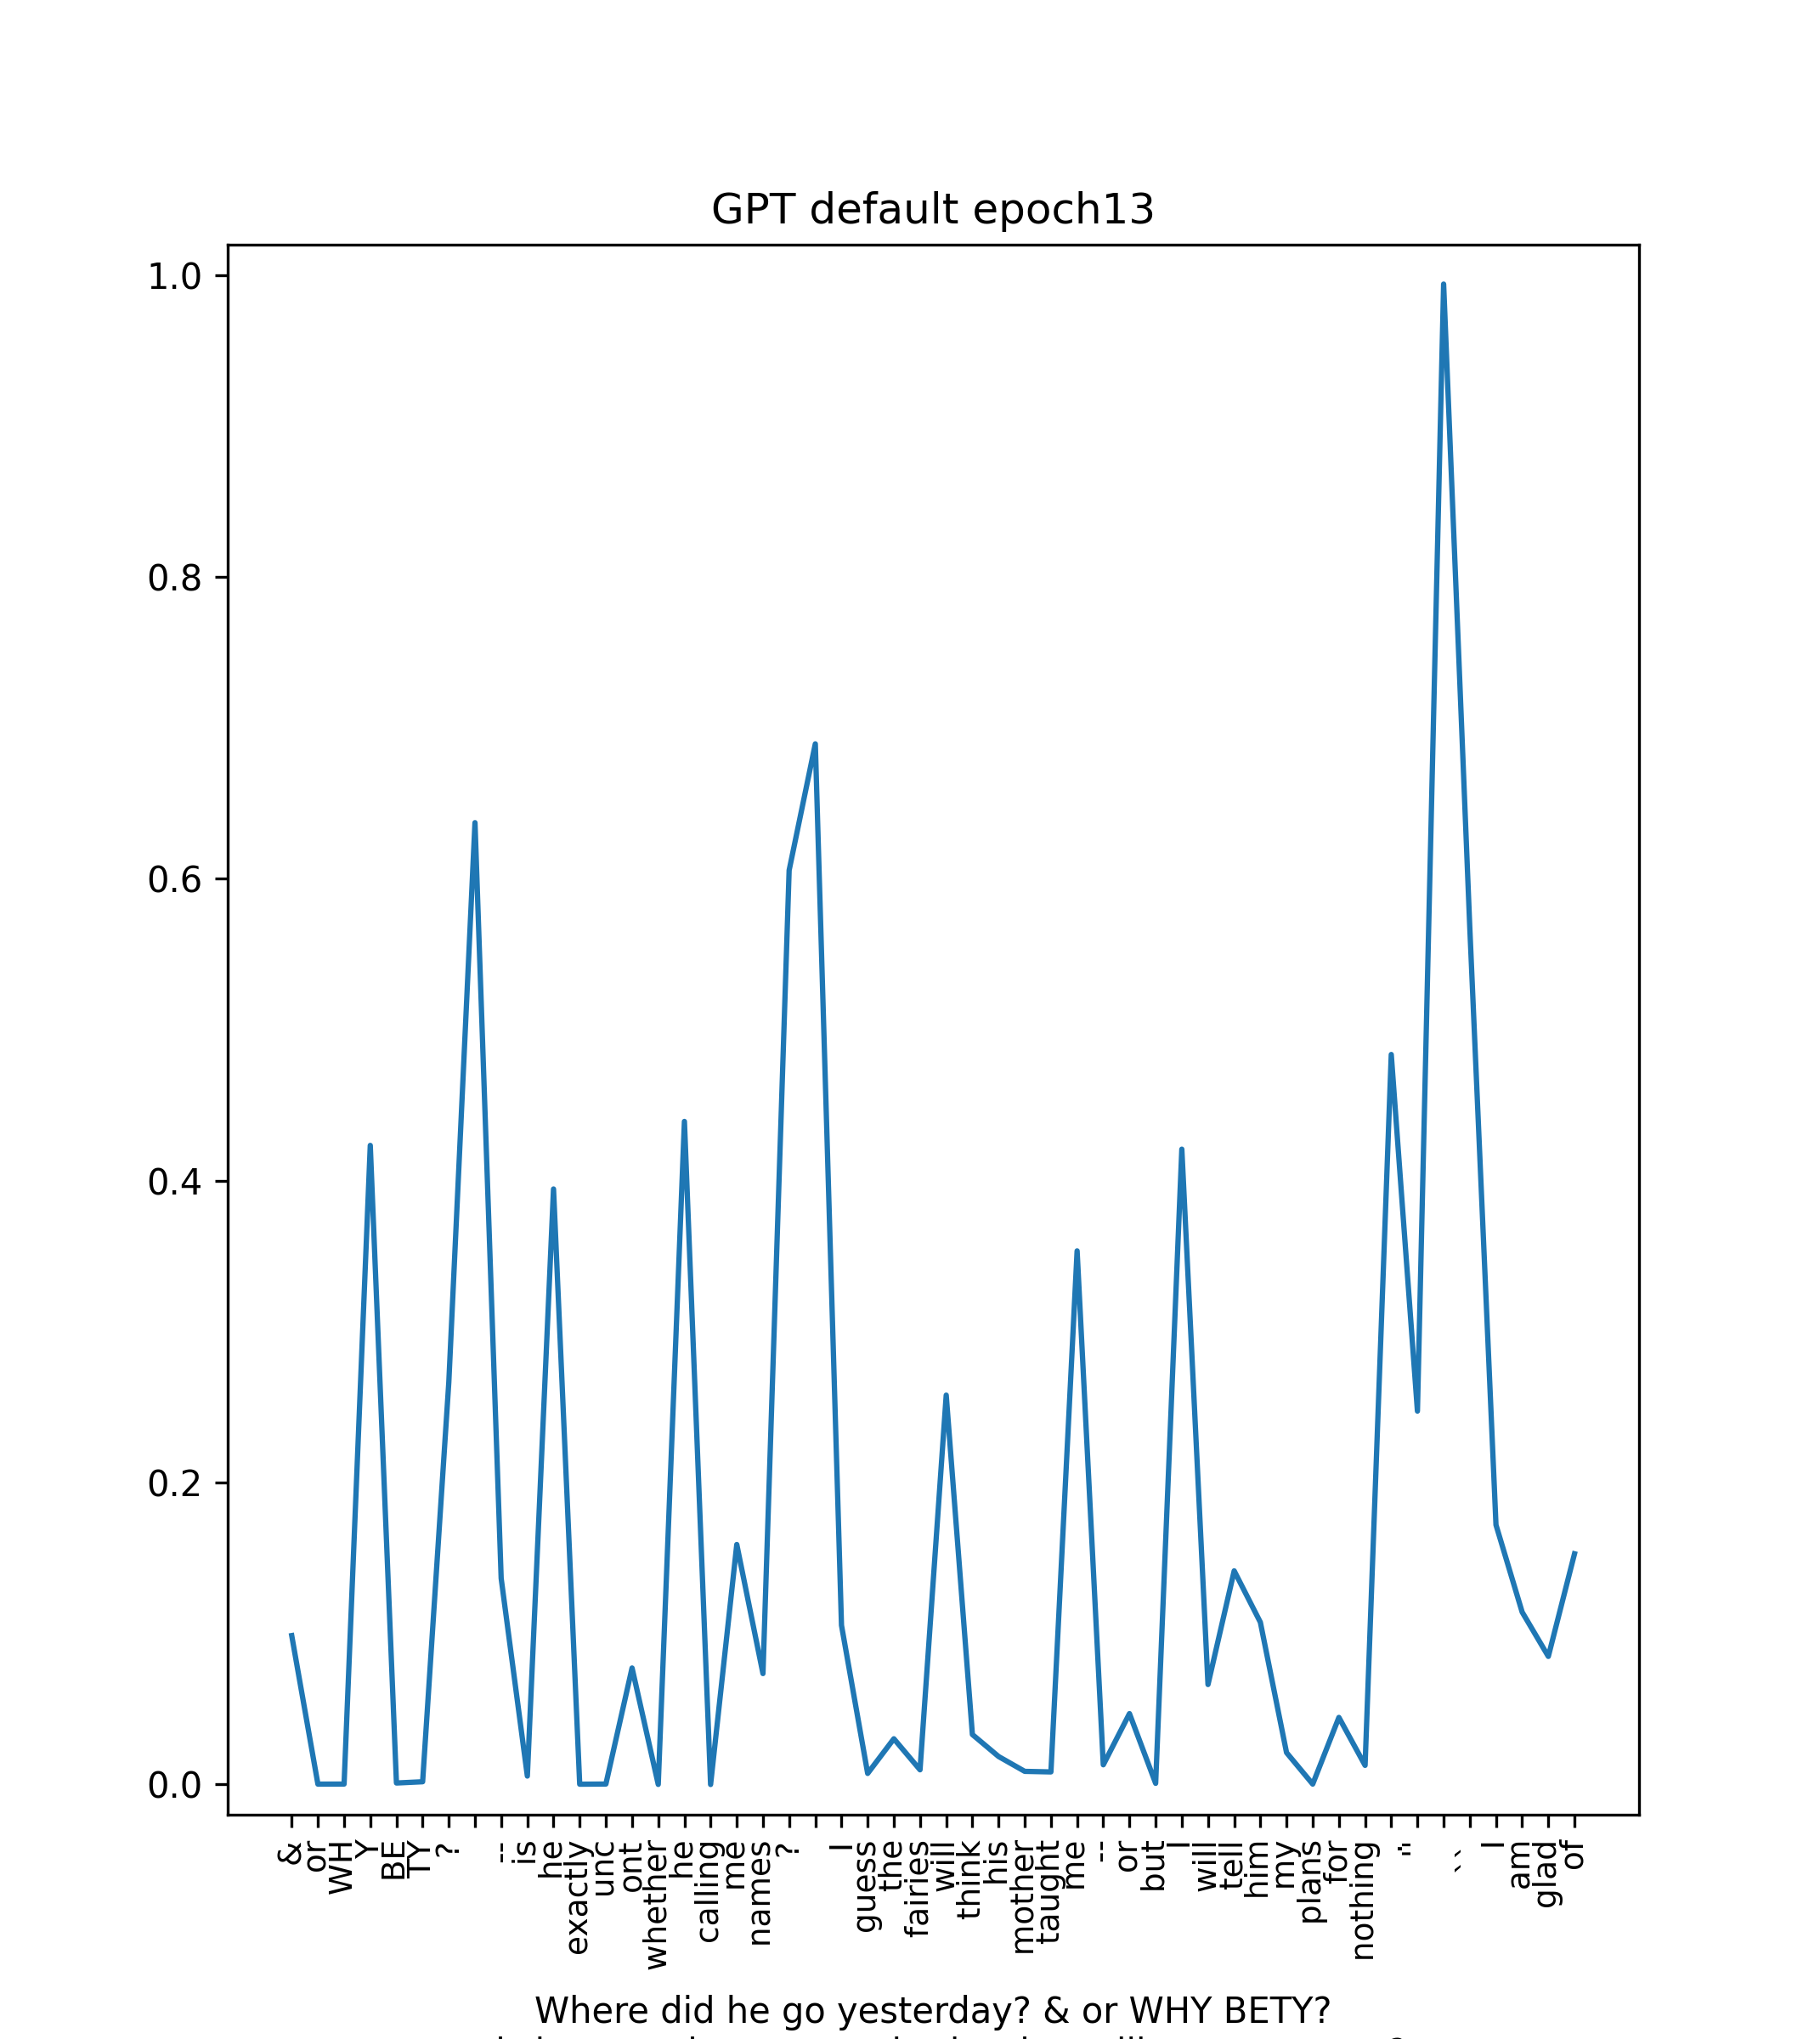 GPT default epoch13
1.0
0.8
0.6
0.4
0.2
0.0
& or WH Y BE TY ? -- is he exactly unc ont whether he calling me names ? I guess the fairies will think his mother taught me -- or but I will tell him my plans for nothing " `` I am glad of
Where did he go yesterday? & or WHY BETY?